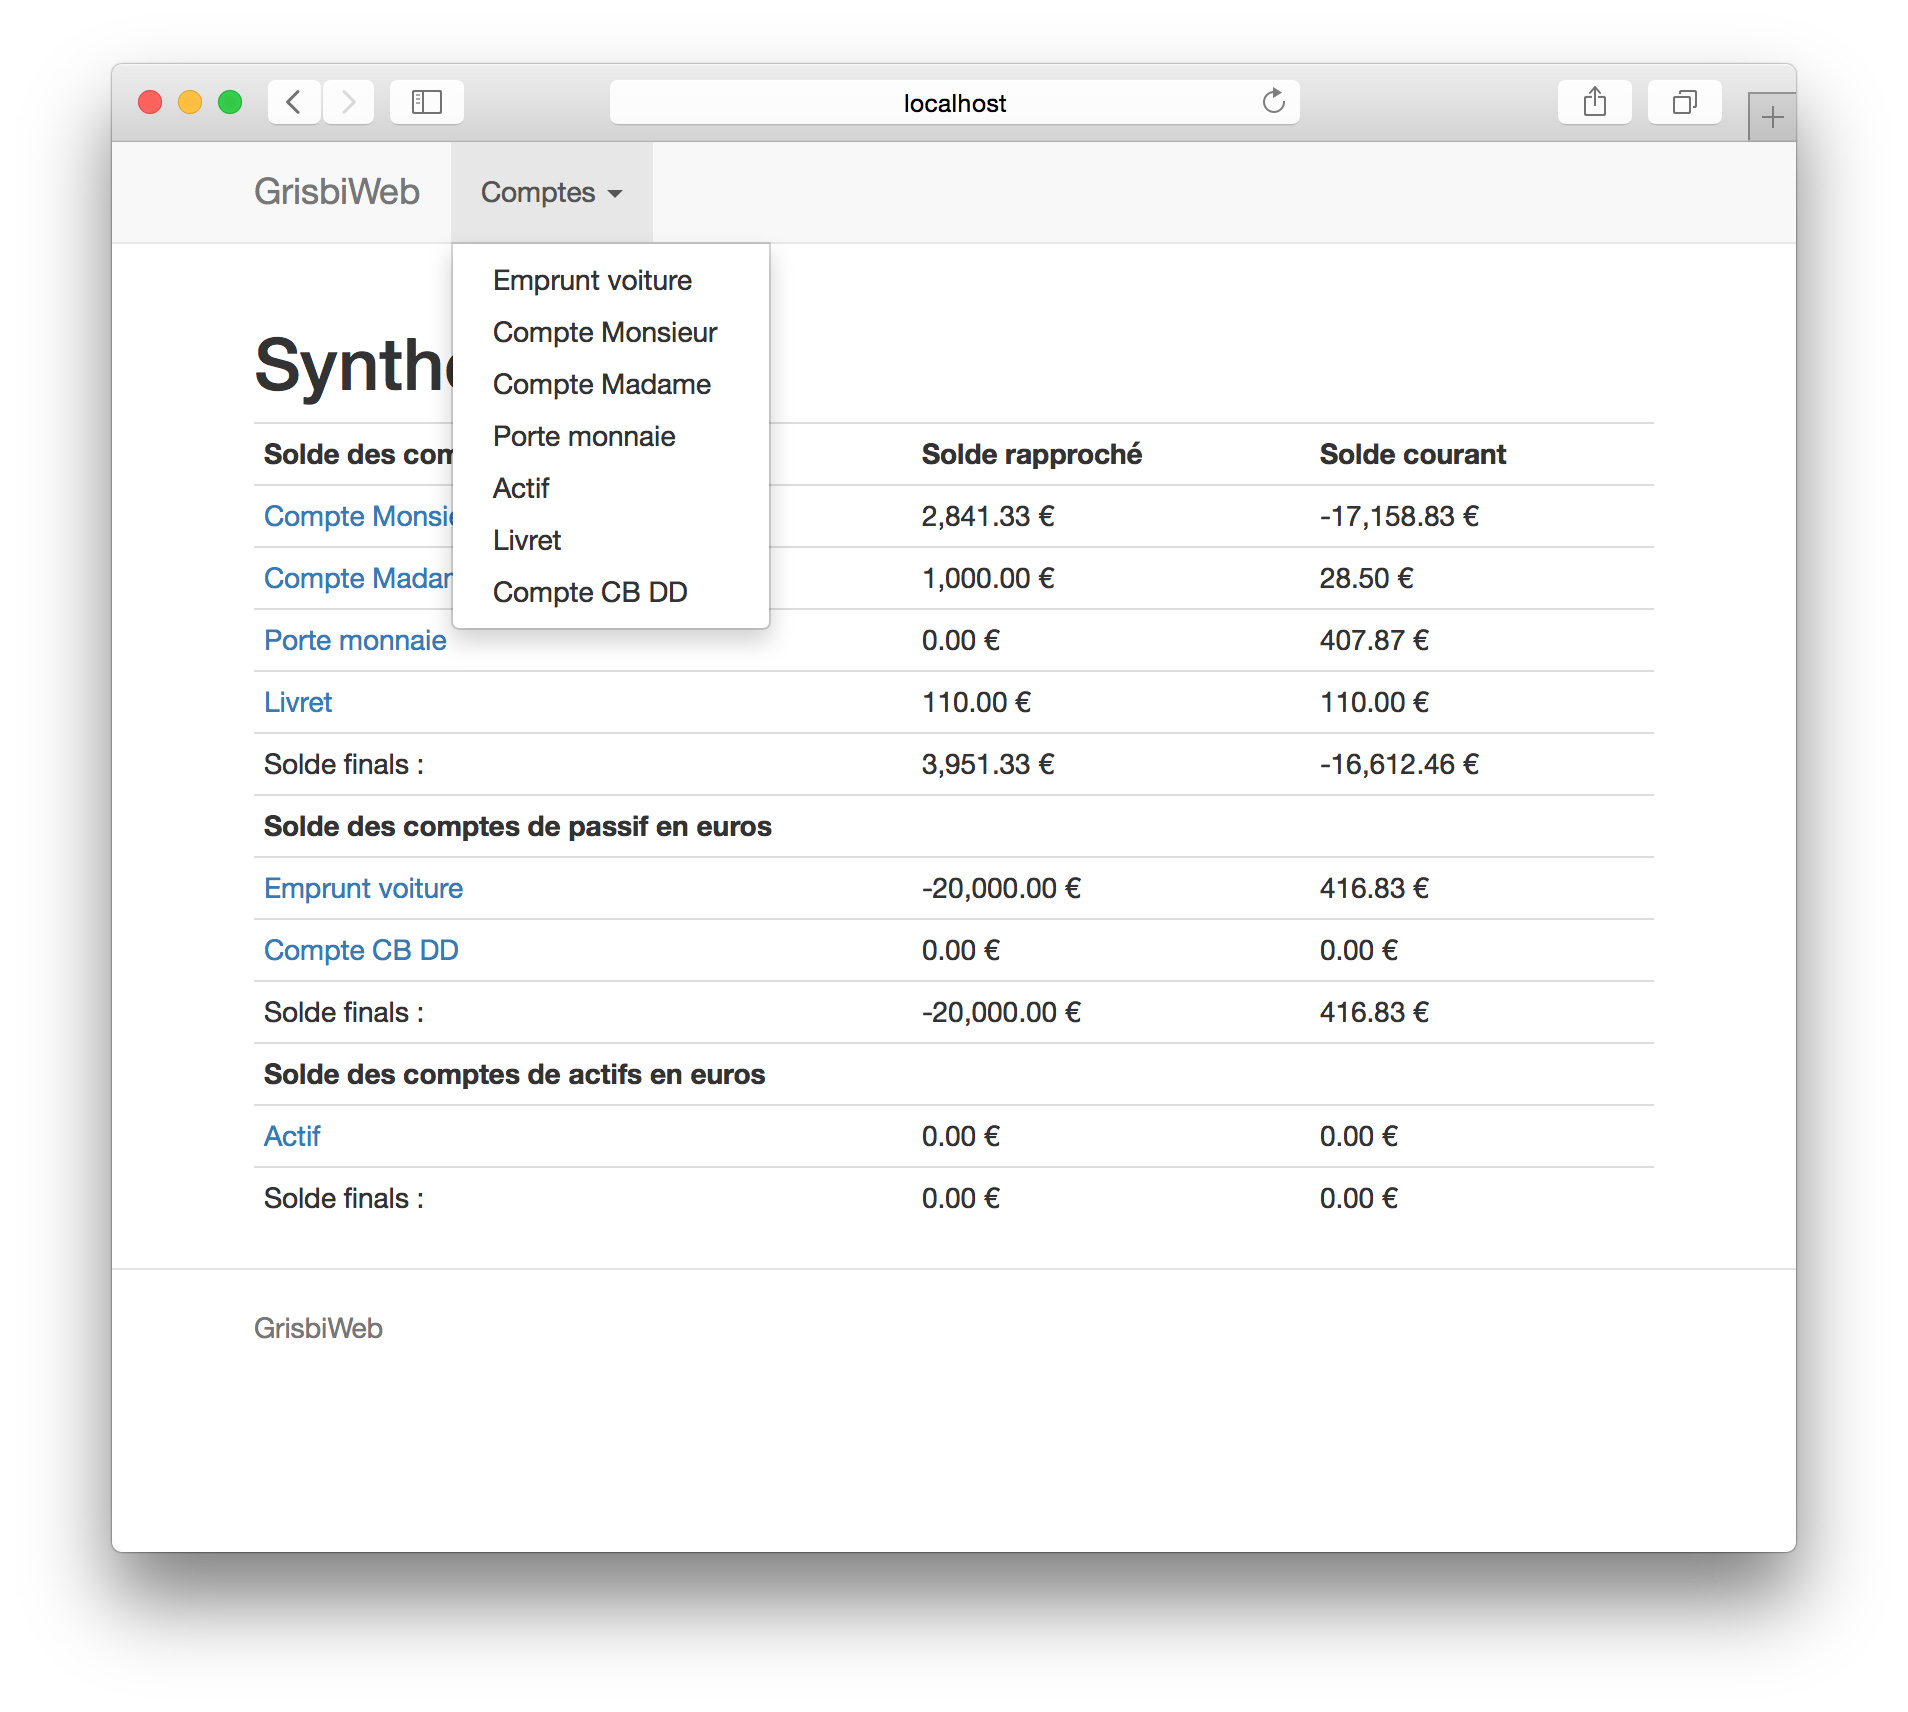 localhost
GrisbiWeb Comptes
Emprunt voiture
Compte Monsieur
Compte Madame
Porte monnaie
Actif
Livret
Compte CB DD
Solde des Solde rapproché Solde courant
Compte 2,841.33 € -17,158.83 €
Compte 1,000.00 € 28.50 €
Porte monnaie 0.00 € 407.87 €
Livret 110.00 € 110.00 €
Solde finals : 3,951.33 € -16,612.46 €
Solde des comptes de passif en euros
Emprunt voiture -20,000.00 € 416.83 €
Compte CB DD 0.00 € 0.00 €
Solde finals : -20,000.00 € 416.83 €
Solde des comptes de actifs en euros
Actif 0.00 € 0.00 €
Solde finals : 0.00 € 0.00 €
GrisbiWeb